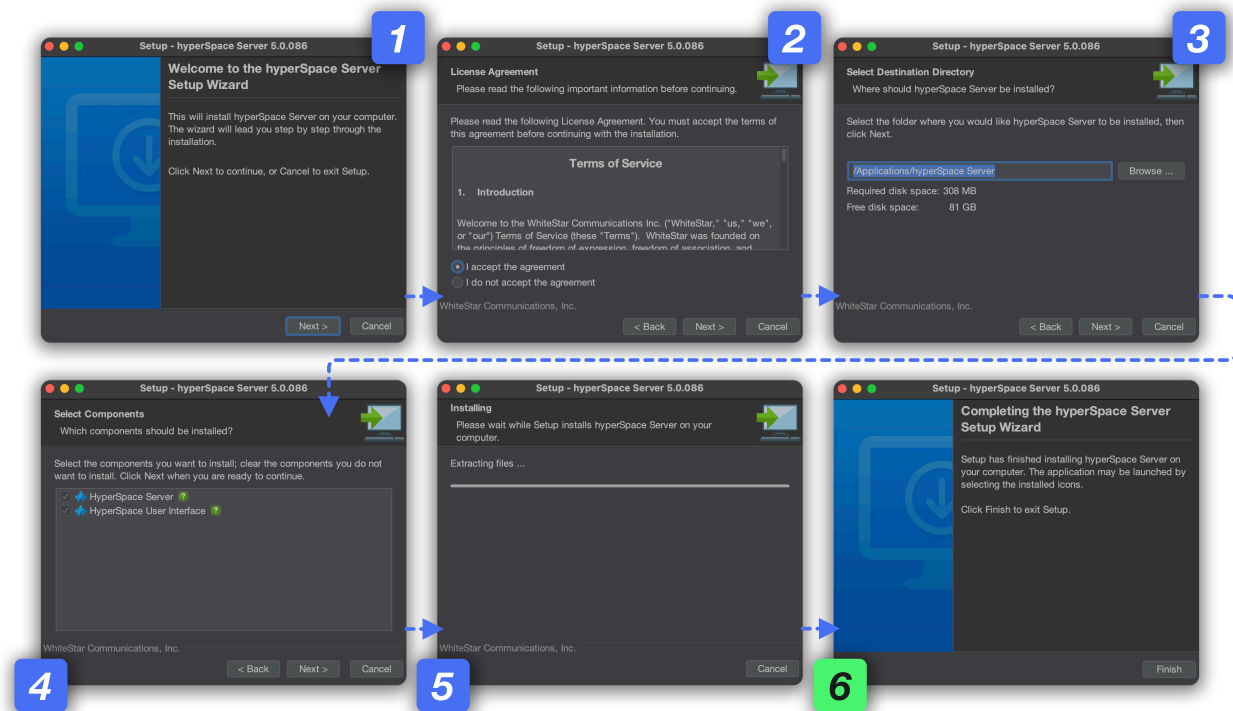 1
Setup - hyperSpace Server 5.0.086
Welcome to the hyperSpace Server
Setup Wizard
This will install hyperSpace Server on your computer.
The wizard will lead you step by step through the
installation.
Click Next to continue, or Cancel to exit Setup.
Next >
Cancel
2
Setup - hyperSpace Server 5.0.086
License Agreement
Please read the following important information before continuing.
Please read the following License Agreement. You must accept the terms of
this agreement before continuing with the installation.
Terms of Service
1. Introduction
Welcome to the WhiteStar Communications Inc. ("WhiteStar," "us," "we",
or "our") Terms of Service (these "Terms"). WhiteStar was founded on
the principles of freedom of expression, freedom of association, and
I accept the agreement
I do not accept the agreement
WhiteStar Communications, Inc.
< Back
Next >
Cancel
3
Setup - hyperSpace Server 5.0.086
Select Destination Directory
Where should hyperSpace Server be installed?
Select the folder where you would like hyperSpace Server to be installed, then
click Next.
/Applications/hyperSpace Server
Browse ...
Required disk space: 308 MB
Free disk space: 81 GB
WhiteStar Communications, Inc.
< Back
Next >
Cancel
Setup - hyperSpace Server 5.0.086
Select Components
Which components should be installed?
Select the components you want to install; clear the components you do not
want to install. Click Next when you are ready to continue.
HyperSpace Server ?
HyperSpace User Interface ?
WhiteStar Communications, Inc.
< Back
Next >
Cancel
4
Setup - hyperSpace Server 5.0.086
Installing
Please wait while Setup installs hyperSpace Server on your
computer.
Extracting files ...
WhiteStar Communications, Inc.
Cancel
5
Setup - hyperSpace Server 5.0.086
Completing the hyperSpace Server
Setup Wizard
Setup has finished installing hyperSpace Server on
your computer. The application may be launched by
selecting the installed icons.
Click Finish to exit Setup.
Finish
6